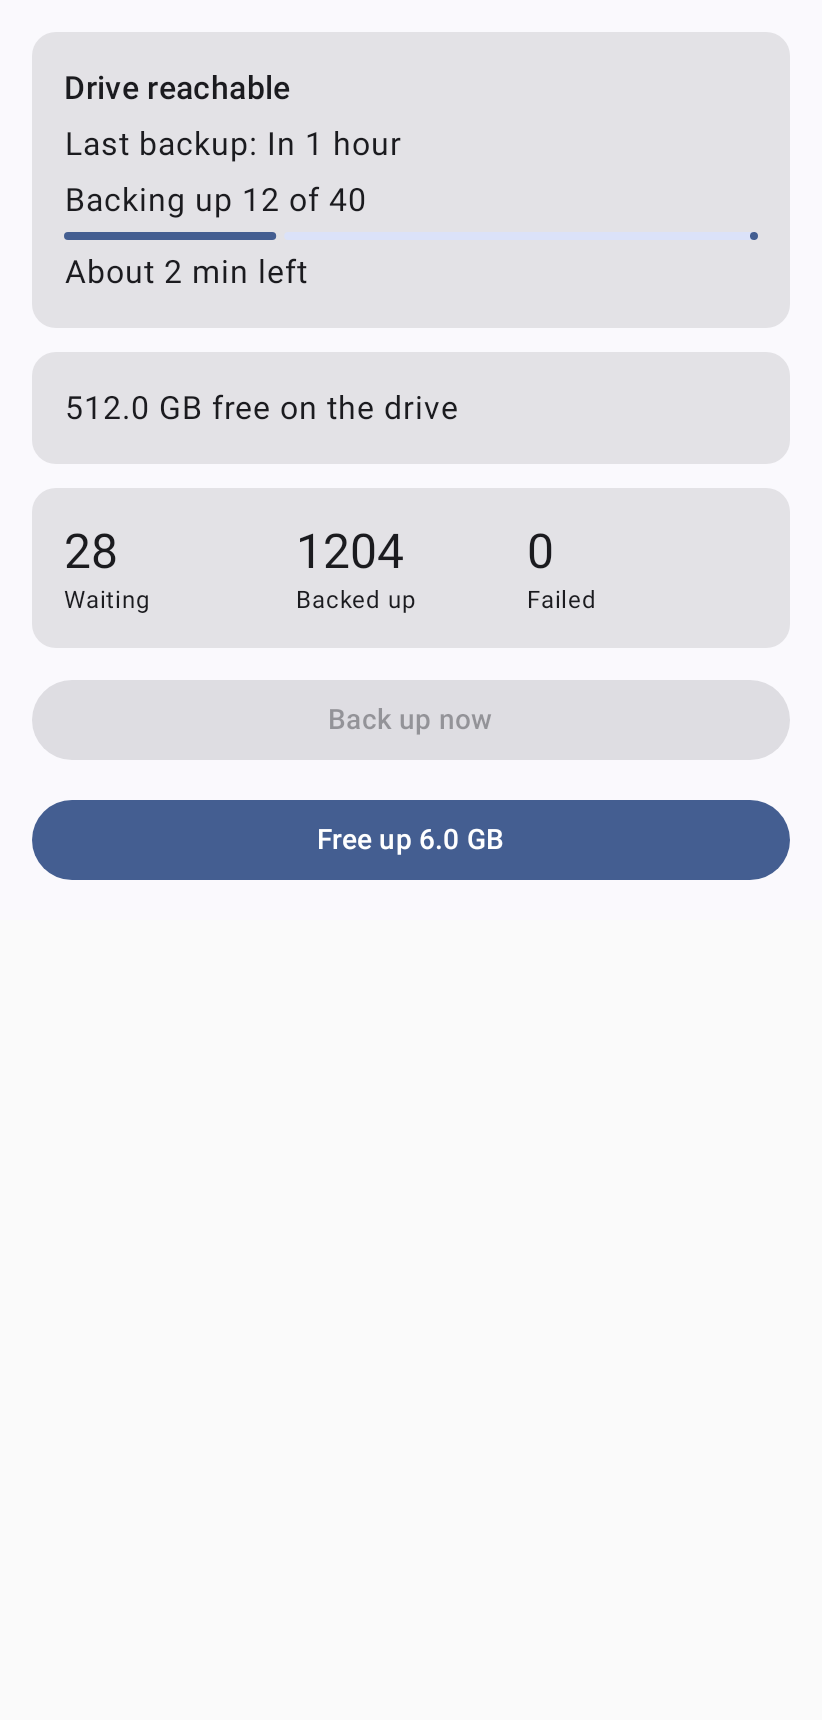 Drive reachable
Last backup: In 1 hour
Backing up 12 of 40
About 2 min left
512.0 GB free on the drive
28 1204 0
Waiting Backed up Failed
Back up now
Free up 6.0 GB